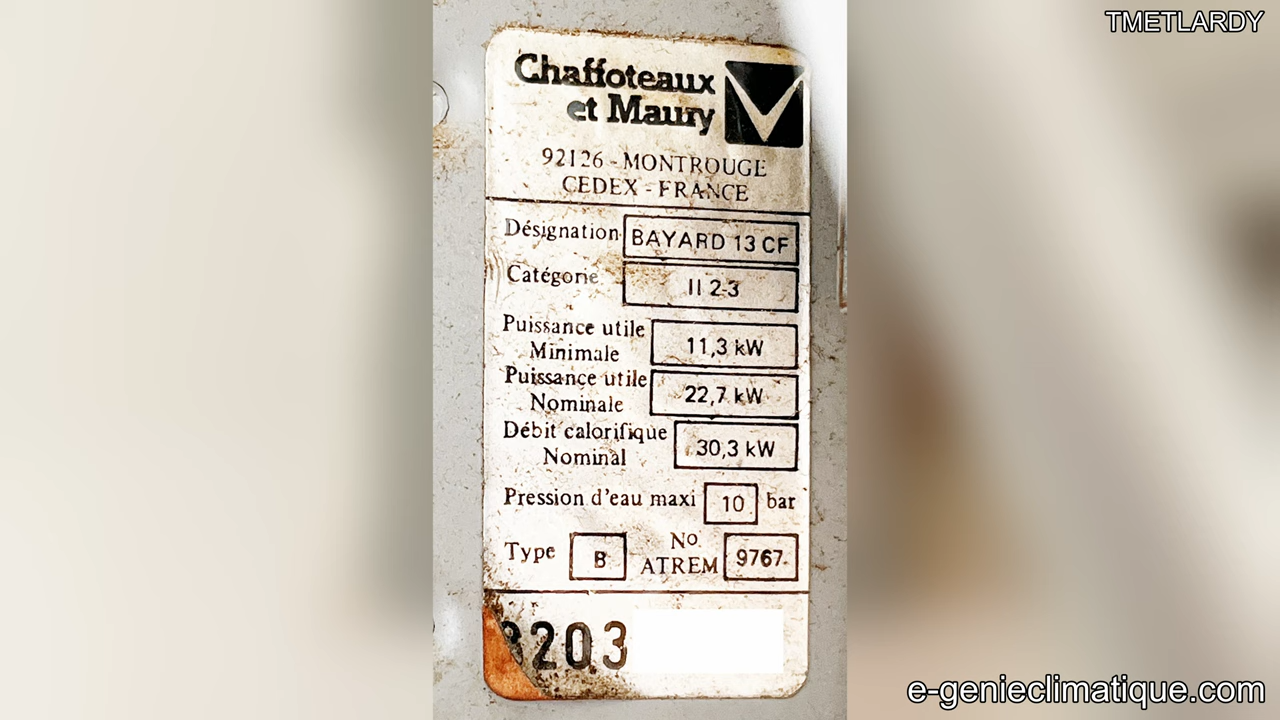 TMETLARDY
Chaffoteaux
et Maury
92126 - MONTROUGE
CEDEX - FRANCE
Désignation BAYARD 13 CF
Catégorie II 2-3
Puissance utile
Minimale 11,3 kW
Puissance utile
Nominale 22,7 kW
Débit calorifique
Nominal 30,3 kW
Pression d'eau maxi 10 bar
Type B No ATREM 9767
8203
e-genieclimatique.com